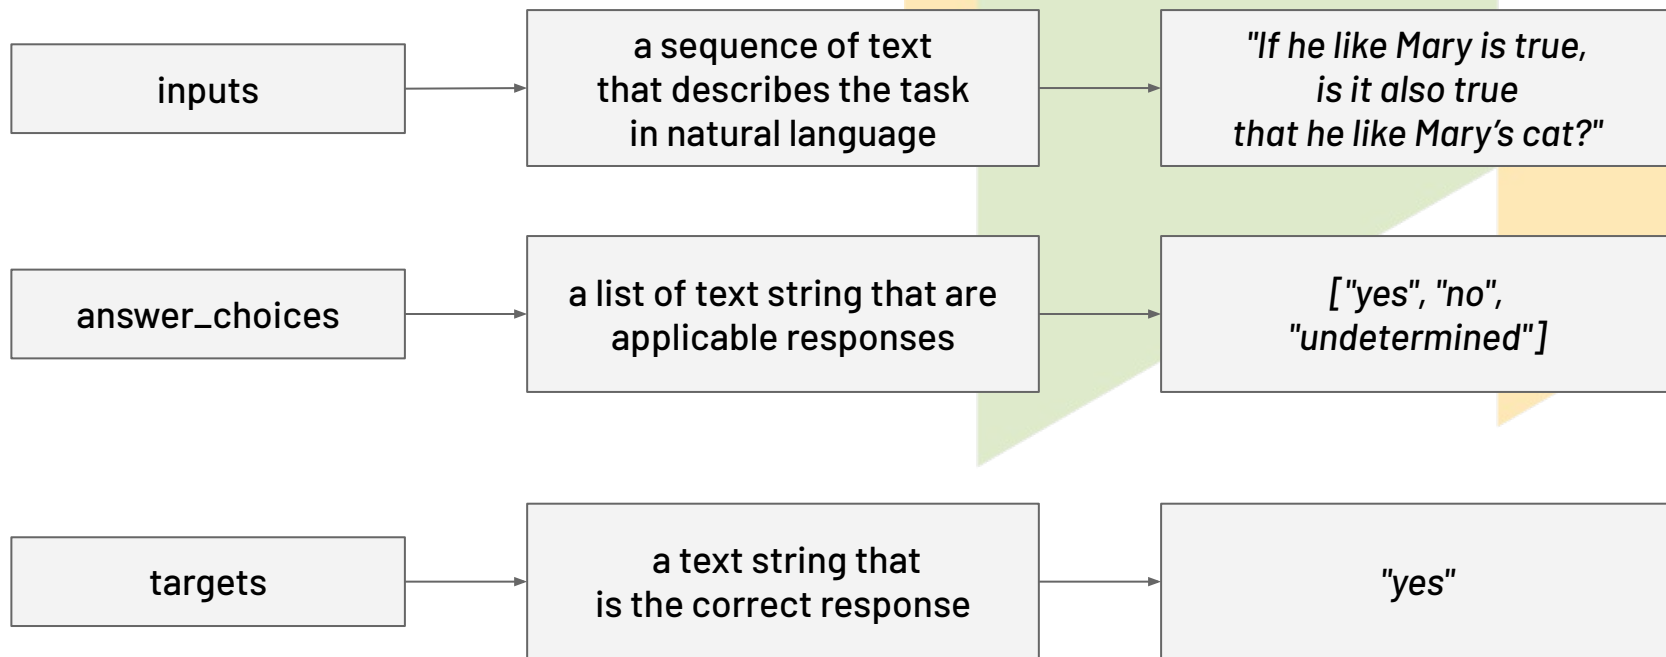 inputs
a sequence of text
that describes the task
in natural language
"If he like Mary is true,
is it also true
that he like Mary’s cat?"
answer_choices
a list of text string that are
applicable responses
["yes", "no",
"undetermined"]
targets
a text string that
is the correct response
"yes"